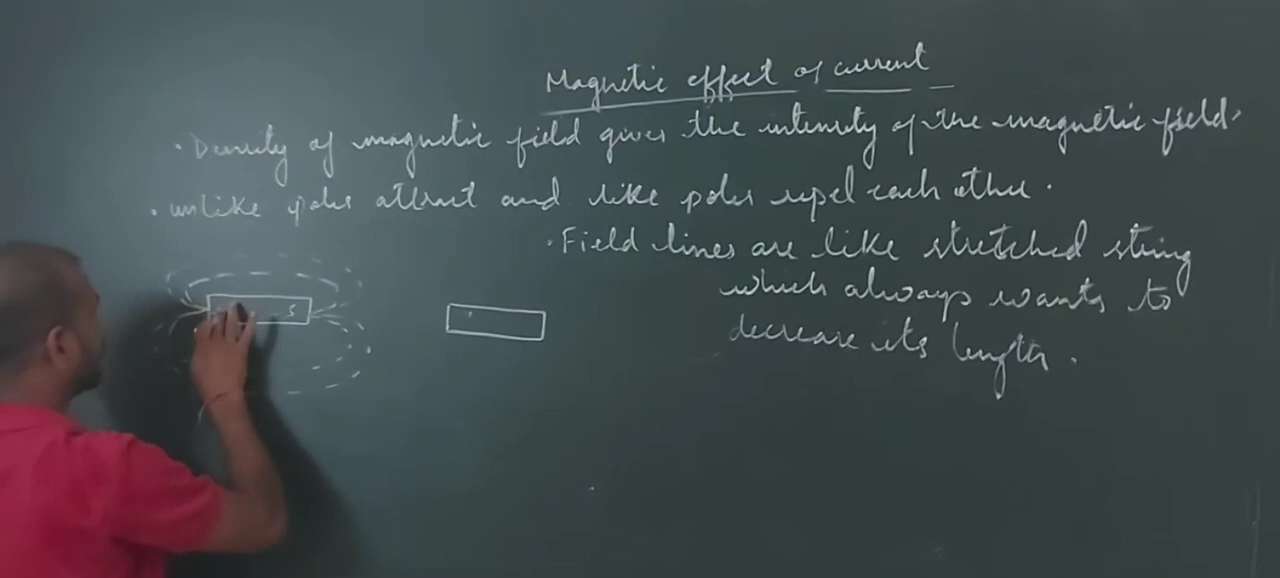 Magnetic effect of current
· Density of magnetic field gives the intensity of the magnetic field.
· unlike poles attract and like poles repel each other.
· Field lines are like stretched string
which always wants to
decrease its length.
S